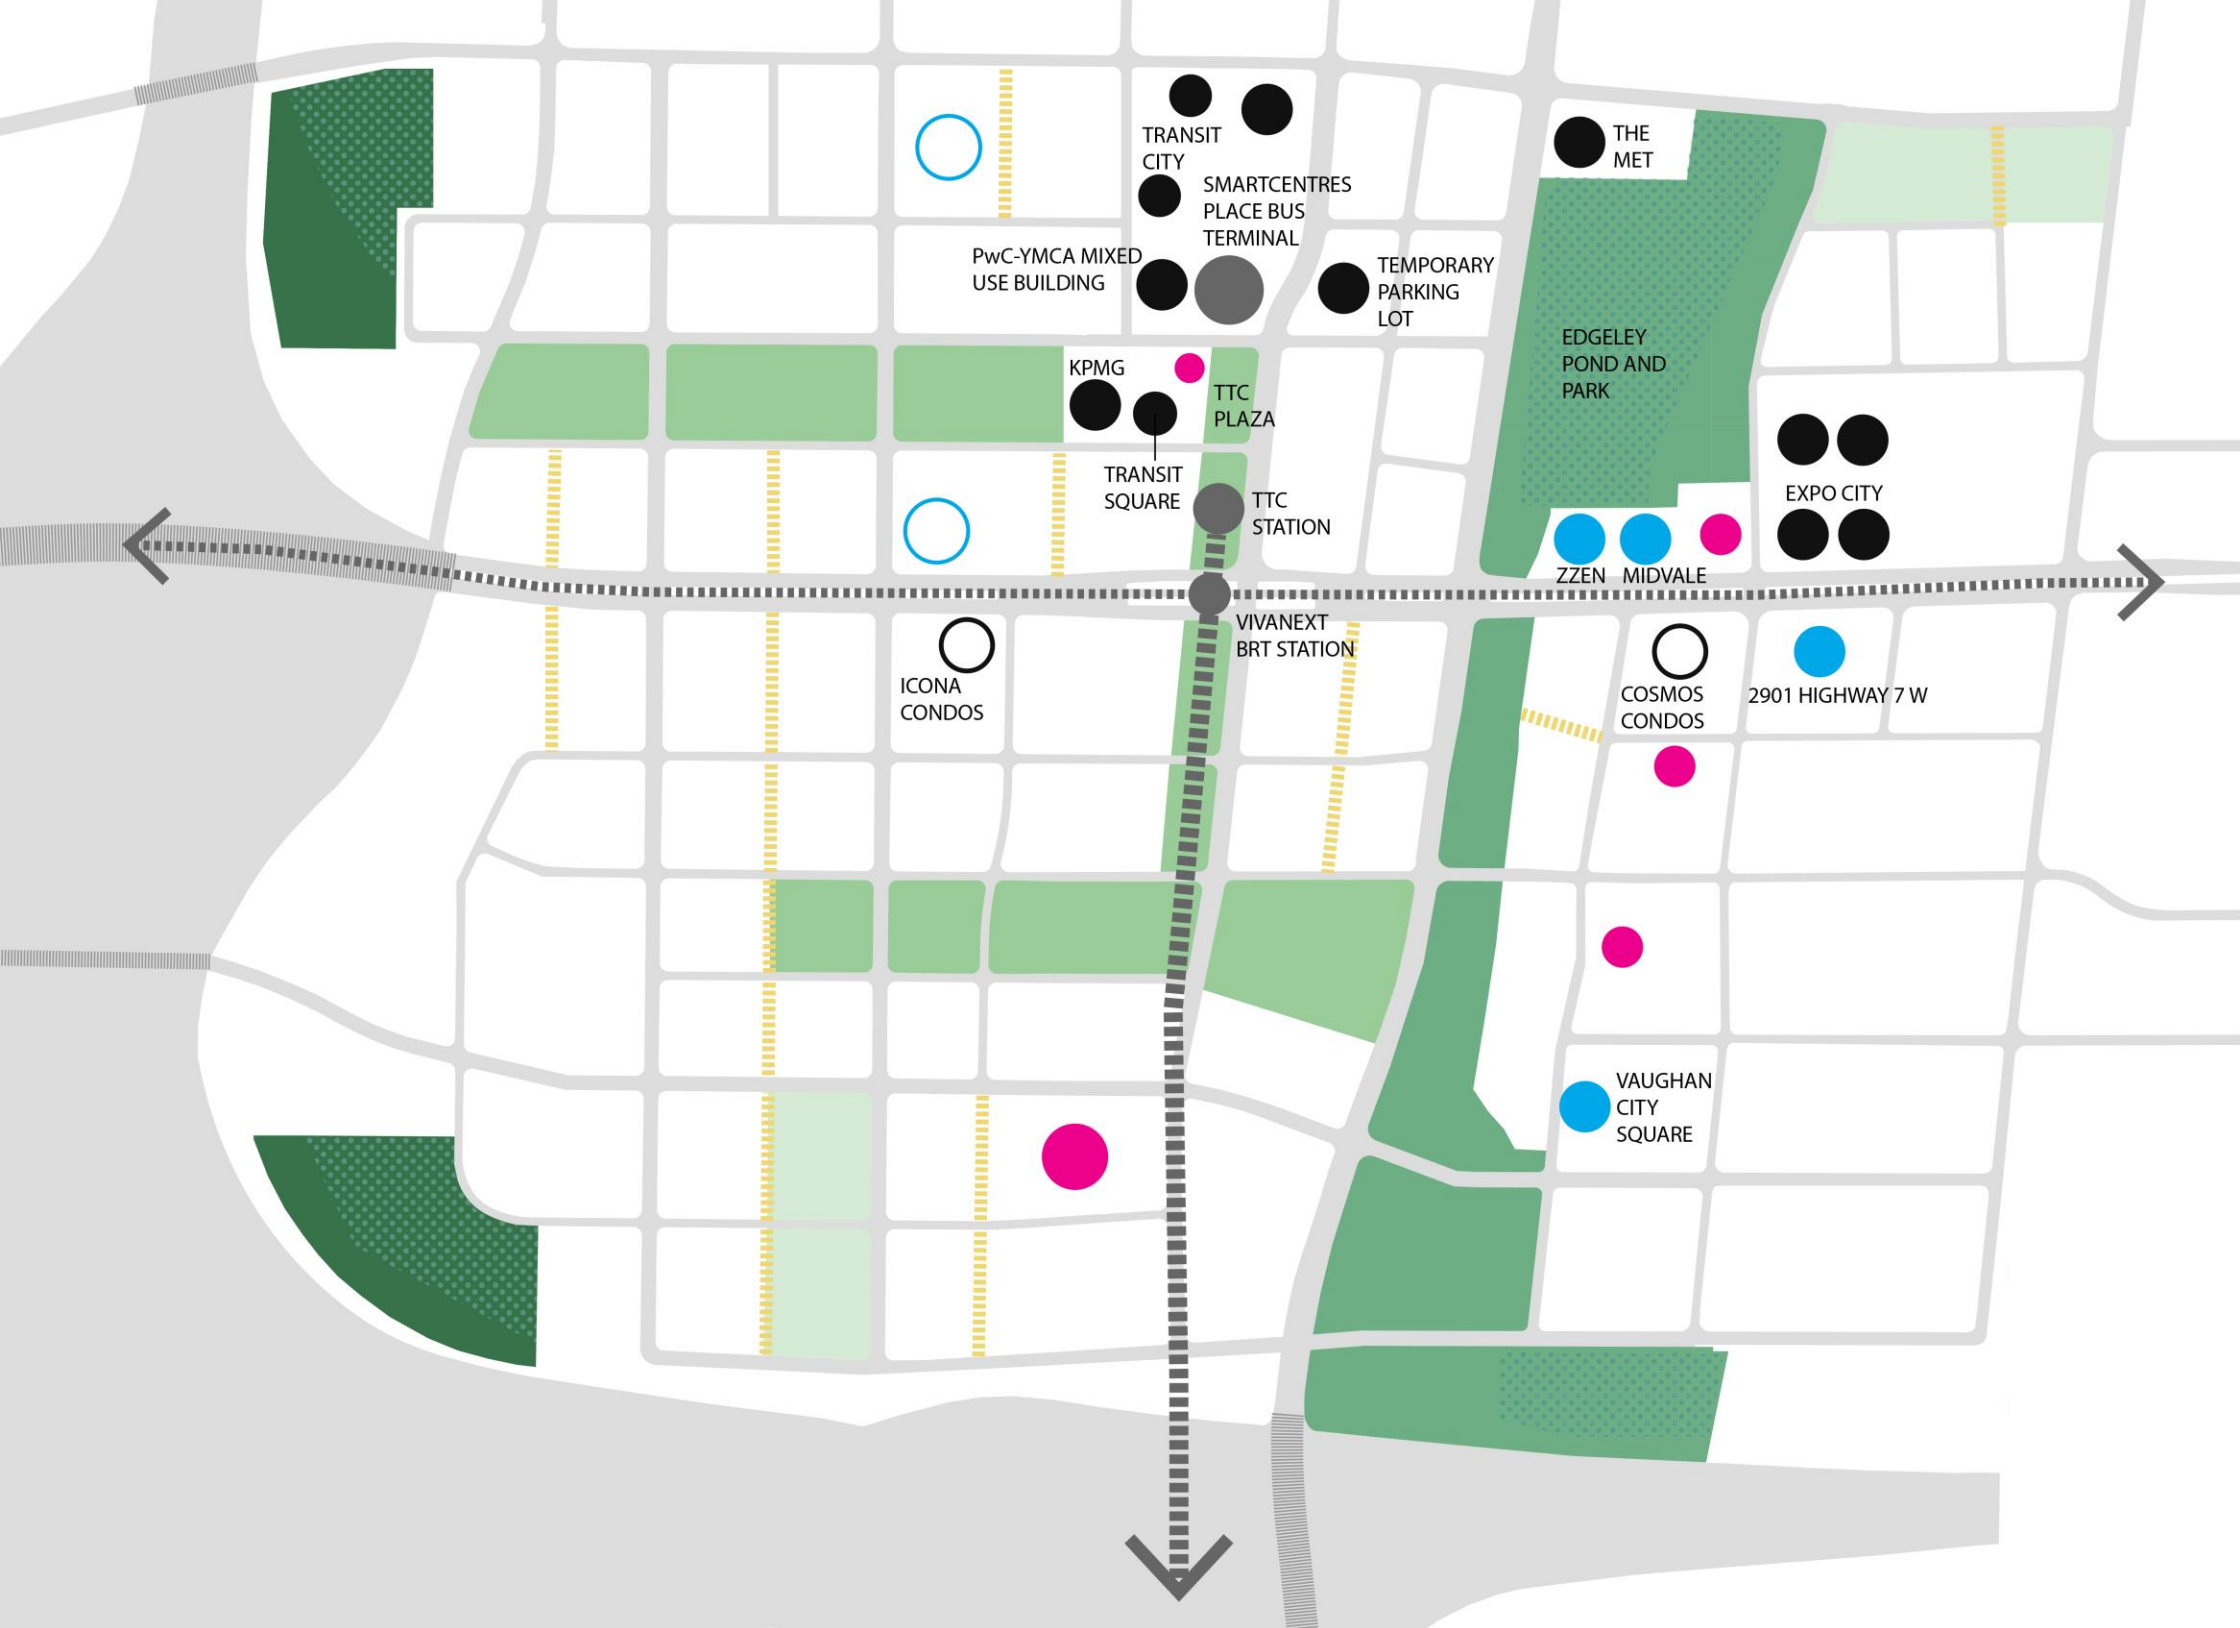 TRANSIT
CITY
THE
MET
SMARTCENTRES
PLACE BUS
TERMINAL
PwC-YMCA MIXED
USE BUILDING
TEMPORARY
PARKING
LOT
EDGELEY
POND AND
PARK
KPMG
TTC
PLAZA
TRANSIT
SQUARE
TTC
STATION
EXPO CITY
ZZEN
MIDVALE
VIVANEXT
BRT STATION
ICONA
CONDOS
COSMOS
CONDOS
2901 HIGHWAY 7 W
VAUGHAN
CITY
SQUARE